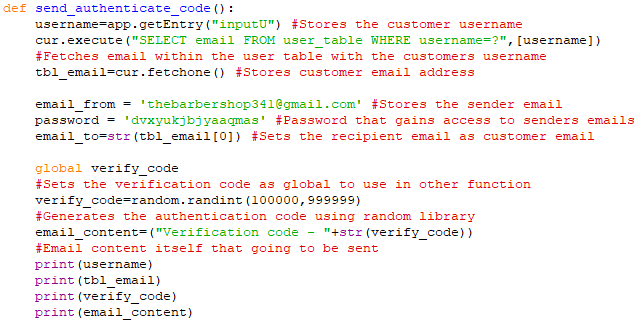 def send_authenticate_code():
    username=app.getEntry("inputU") #Stores the customer username
    cur.execute("SELECT email FROM user_table WHERE username=?",[username])
    #Fetches email within the user table with the customers username
    tbl_email=cur.fetchone() #Stores customer email address
    email_from = 'thebarbershop341@gmail.com' #Stores the sender email
    password = 'dvxyukjbjyaaqmas' #Password that gains access to senders emails
    email_to=str(tbl_email[0]) #Sets the recipient email as customer email
    global verify_code
    #Sets the verification code as global to use in other function
    verify_code=random.randint(100000,999999)
    #Generates the authentication code using random library
    email_content=("Verification code - "+str(verify_code))
    #Email content itself that going to be sent
    print(username)
    print(tbl_email)
    print(verify_code)
    print(email_content)